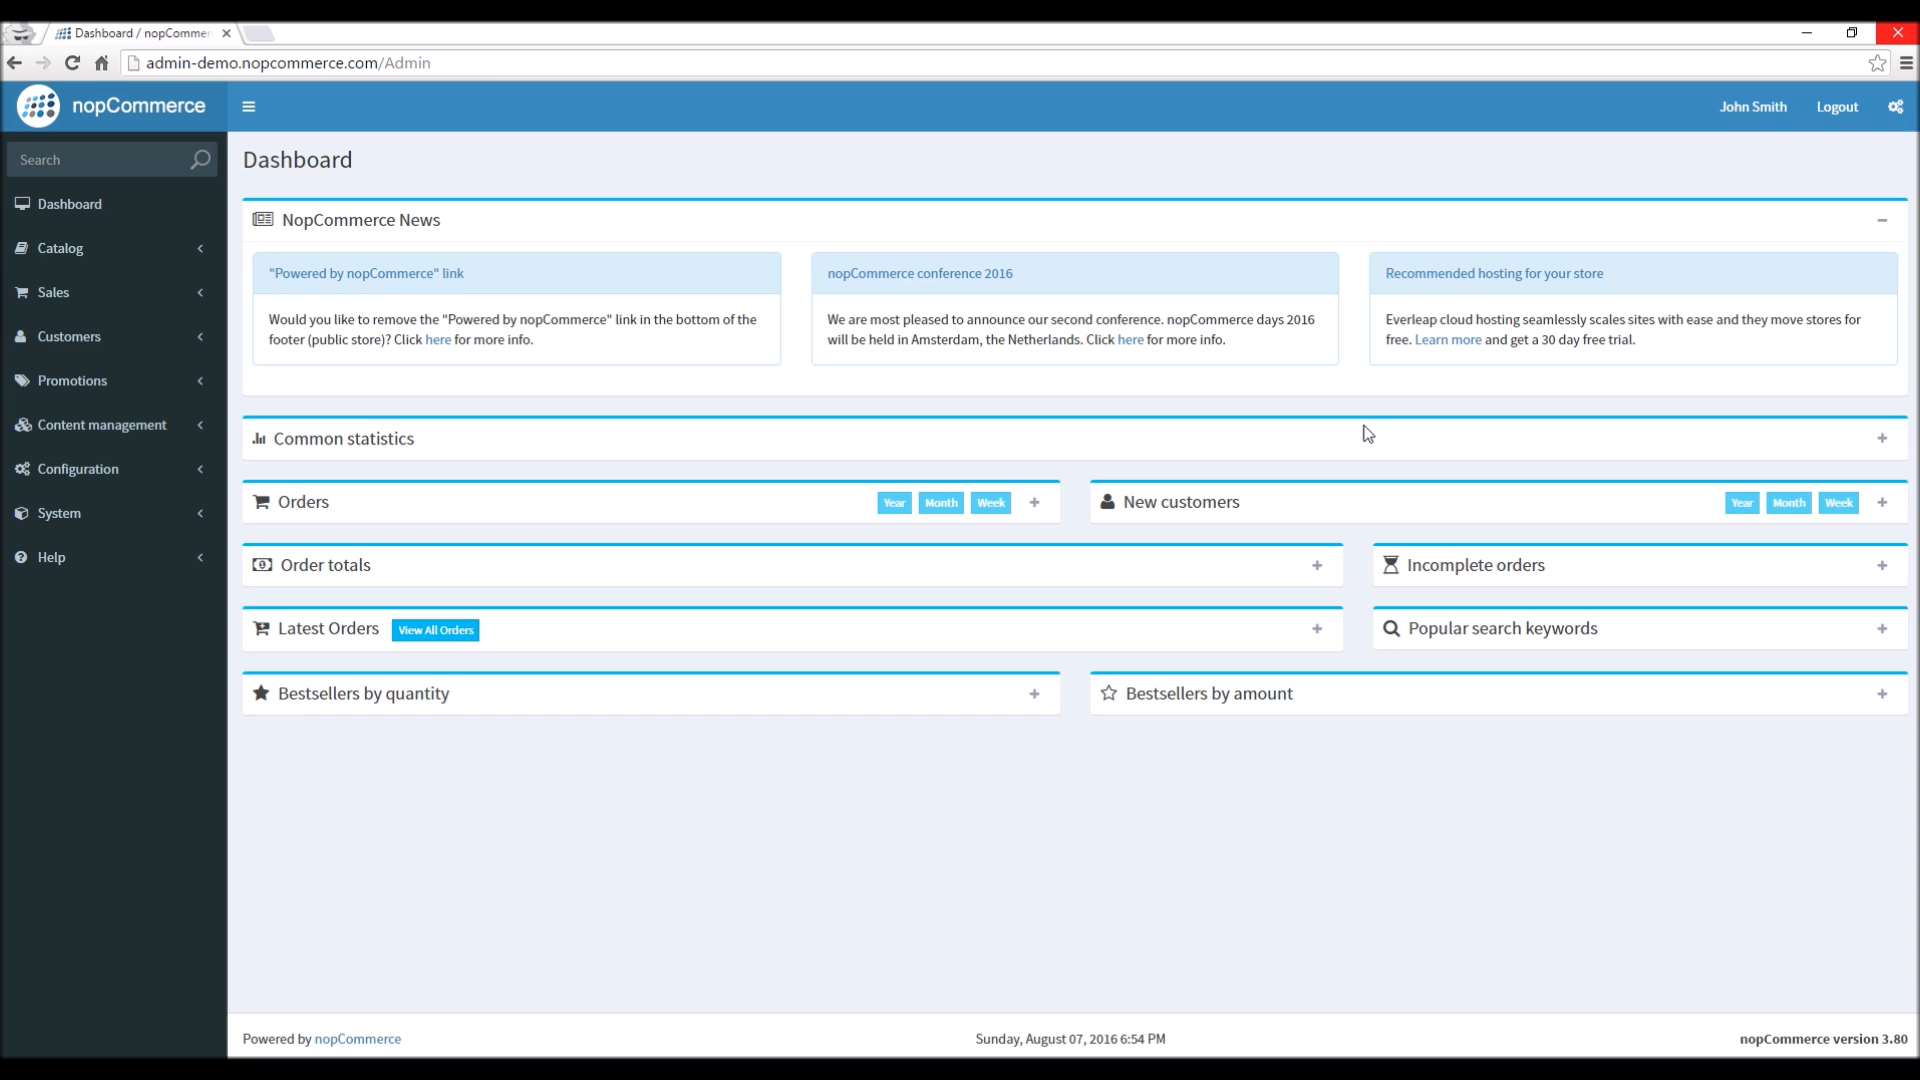 Dashboard / nopCommer
admin-demo.nopcommerce.com/Admin
nopCommerce
John Smith
Logout
Search
Dashboard
Catalog
Sales
Customers
Promotions
Content management
Configuration
System
Help
Dashboard
NopCommerce News
"Powered by nopCommerce" link
Would you like to remove the "Powered by nopCommerce" link in the bottom of the
footer (public store)? Click here for more info.
nopCommerce conference 2016
We are most pleased to announce our second conference. nopCommerce days 2016
will be held in Amsterdam, the Netherlands. Click here for more info.
Recommended hosting for your store
Everleap cloud hosting seamlessly scales sites with ease and they move stores for
free. Learn more and get a 30 day free trial.
Common statistics
Orders Year Month Week
New customers Year Month Week
Order totals
Incomplete orders
Latest Orders View All Orders
Popular search keywords
Bestsellers by quantity
Bestsellers by amount
Powered by nopCommerce
Sunday, August 07, 2016 6:54 PM
nopCommerce version 3.80